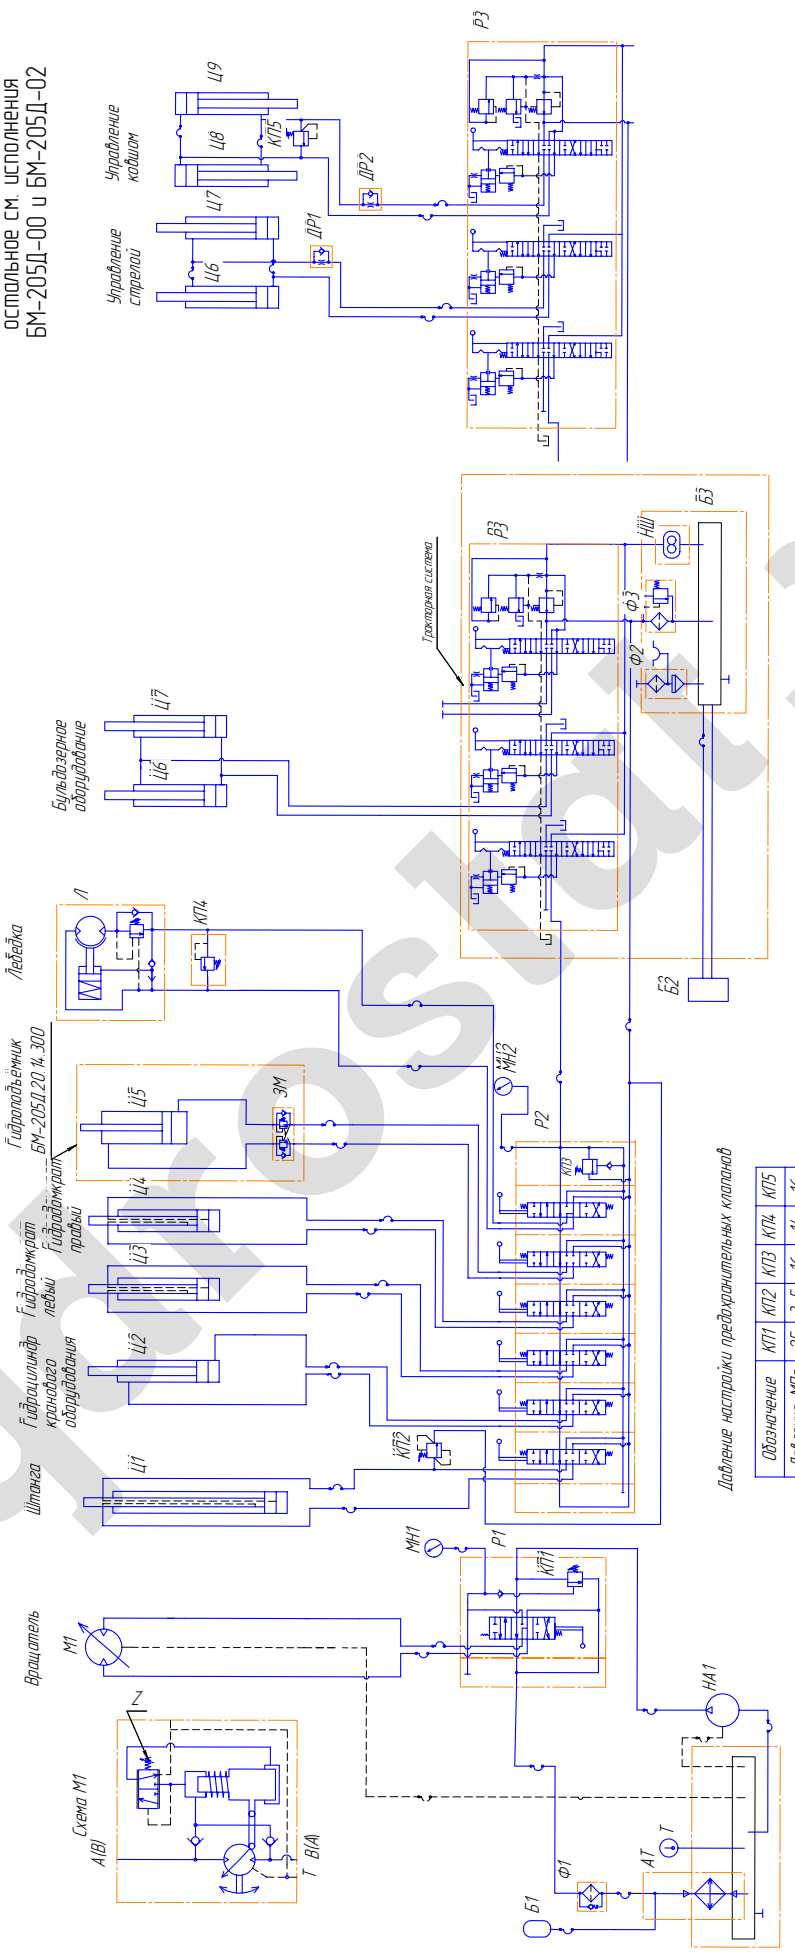 остальное см. исполнения
БМ-205Д-00 и БМ-205Д-02
Управление
ковшом
Ц9
Ц8
КП5
ДР2
Р3
Управление
стрелой
Ц7
Ц6
ДР1
Бульдозерное
оборудование
Ц7
Ц6
Тракторная система
Р3
НШ
Б3
Ф3
Ф2
Б2
Лебедка
Л
КП4
Гидроподъёмник
БМ-205Д.20.14.300
Ц5
ЗМ
МН2
Р2
КП3
Гидродомкрат
правый
Ц4
Гидродомкрат
левый
Ц3
Гидроцилиндр
кранового
оборудования
Ц2
Штанга
Ц1
КП2
Вращатель
М1
МН1
Р1
КП1
Схема М1
Z
А(В)
В(А)
Т
НА1
АТ
Т
Ф1
Б1
Давление настройки предохранительных клапанов
Обозначение КП1 КП2 КП3 КП4 КП5
gidrostal